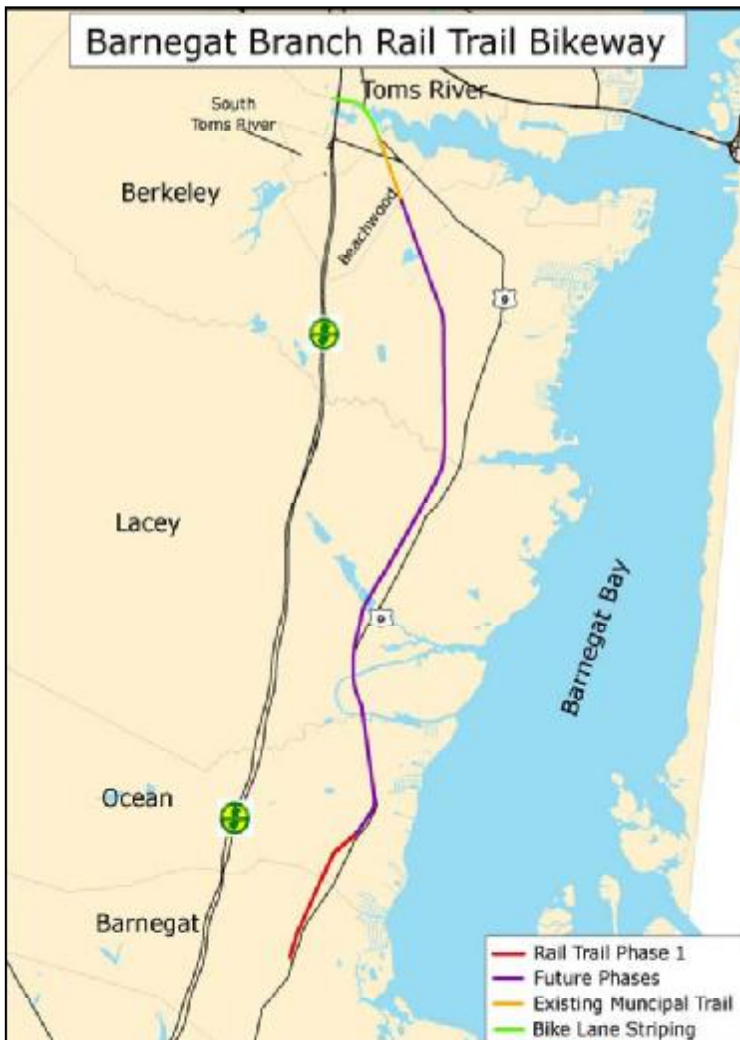 Barnegat Branch Rail Trail Bikeway
Toms River
South
Toms River
Berkeley
Beachwood
9
Lacey
9
Barnegat Bay
Ocean
Barnegat
Rail Trail Phase 1
Future Phases
Existing Muncipal Trail
Bike Lane Striping